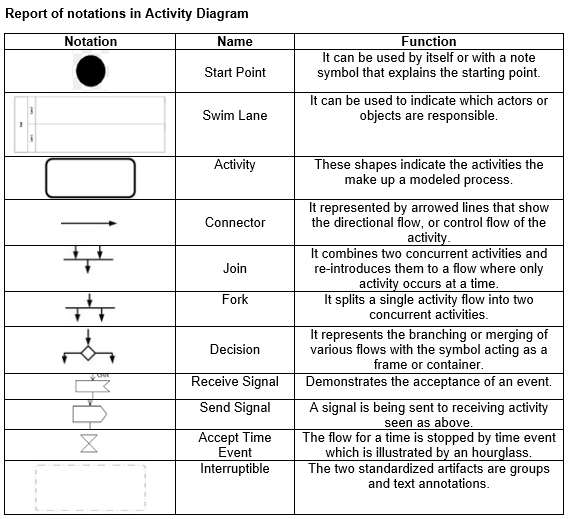 Report of notations in Activity Diagram
Notation Name Function
Start Point It can be used by itself or with a note
symbol that explains the starting point.
Swim Lane It can be used to indicate which actors or
objects are responsible.
Activity These shapes indicate the activities the
make up a modeled process.
Connector It represented by arrowed lines that show
the directional flow, or control flow of the
activity.
Join It combines two concurrent activities and
re-introduces them to a flow where only
activity occurs at a time.
Fork It splits a single activity flow into two
concurrent activities.
Decision It represents the branching or merging of
various flows with the symbol acting as a
frame or container.
Receive Signal Demonstrates the acceptance of an event.
Send Signal A signal is being sent to receiving activity
seen as above.
Accept Time The flow for a time is stopped by time event
Event which is illustrated by an hourglass.
Interruptible The two standardized artifacts are groups
and text annotations.